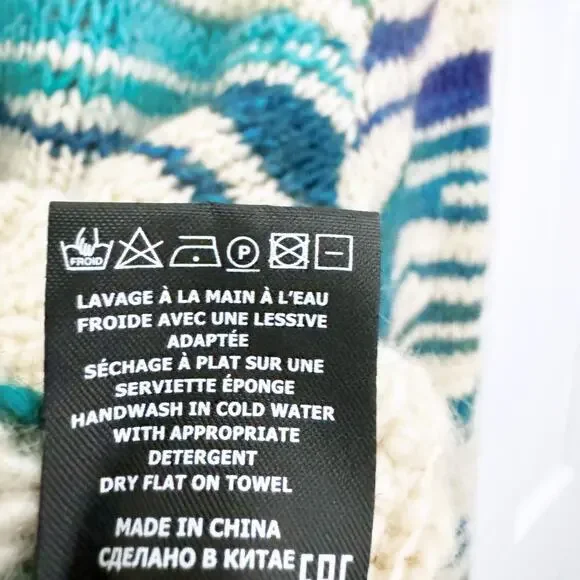 FROID
P
LAVAGE À LA MAIN À L'EAU
FROIDE AVEC UNE LESSIVE
ADAPTÉE
SÉCHAGE À PLAT SUR UNE
SERVIETTE ÉPONGE
HANDWASH IN COLD WATER
WITH APPROPRIATE
DETERGENT
DRY FLAT ON TOWEL
MADE IN CHINA
СДЕЛАНО В КИТАЕ